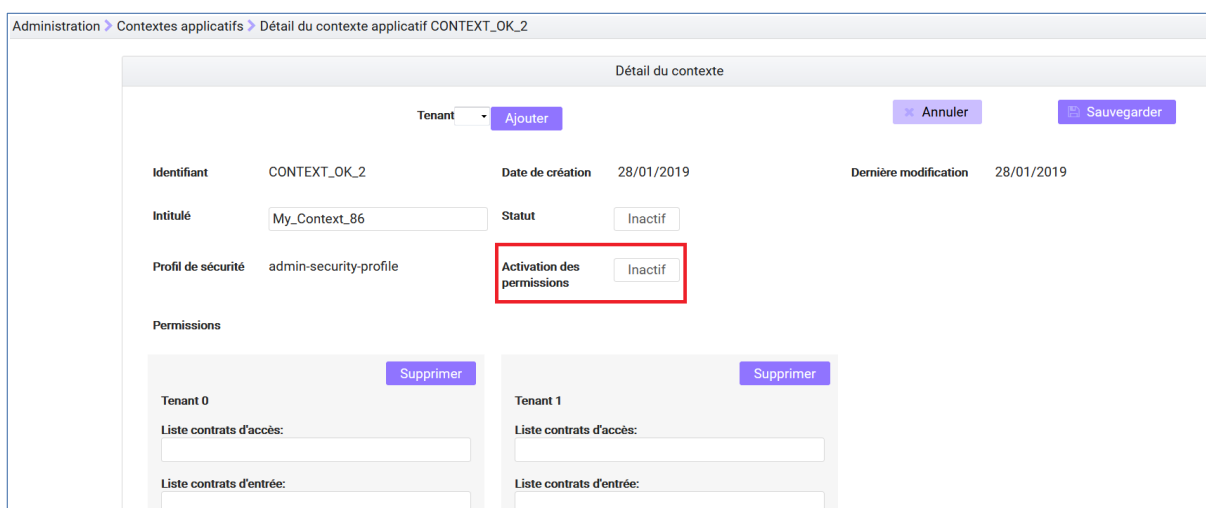 Administration > Contextes applicatifs > Détail du contexte applicatif CONTEXT_OK_2
Détail du contexte
Tenant Ajouter Annuler Sauvegarder
Identifiant CONTEXT_OK_2 Date de création 28/01/2019 Dernière modification 28/01/2019
Intitulé My_Context_86 Statut Inactif
Profil de sécurité admin-security-profile Activation des permissions Inactif
Permissions
Supprimer Supprimer
Tenant 0 Tenant 1
Liste contrats d'accès: Liste contrats d'accès:
Liste contrats d'entrée: Liste contrats d'entrée: